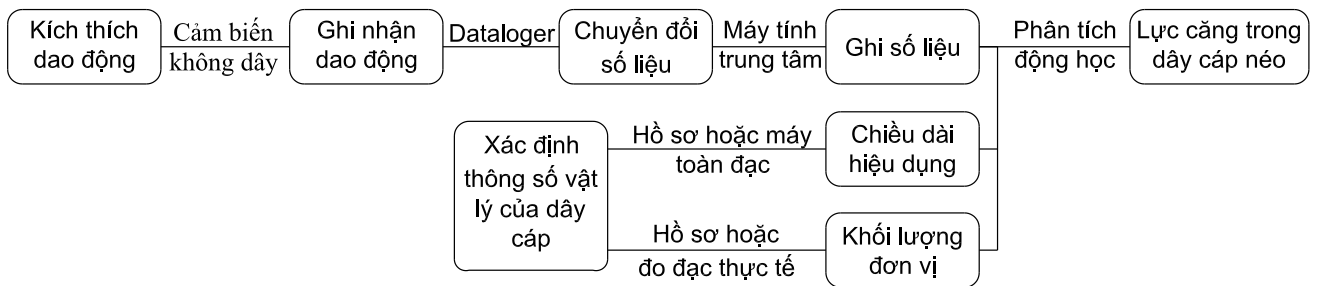 Kích thích
dao động
Cảm biến
không dây
Ghi nhận
dao động
Dataloger
Chuyển đổi
số liệu
Máy tính
trung tâm
Ghi số liệu
Phân tích
động học
Lực căng trong
dây cáp néo
Xác định
thông số vật
lý của dây
cáp
Hồ sơ hoặc máy
toàn đạc
Chiều dài
hiệu dụng
Hồ sơ hoặc
đo đạc thực tế
Khối lượng
đơn vị